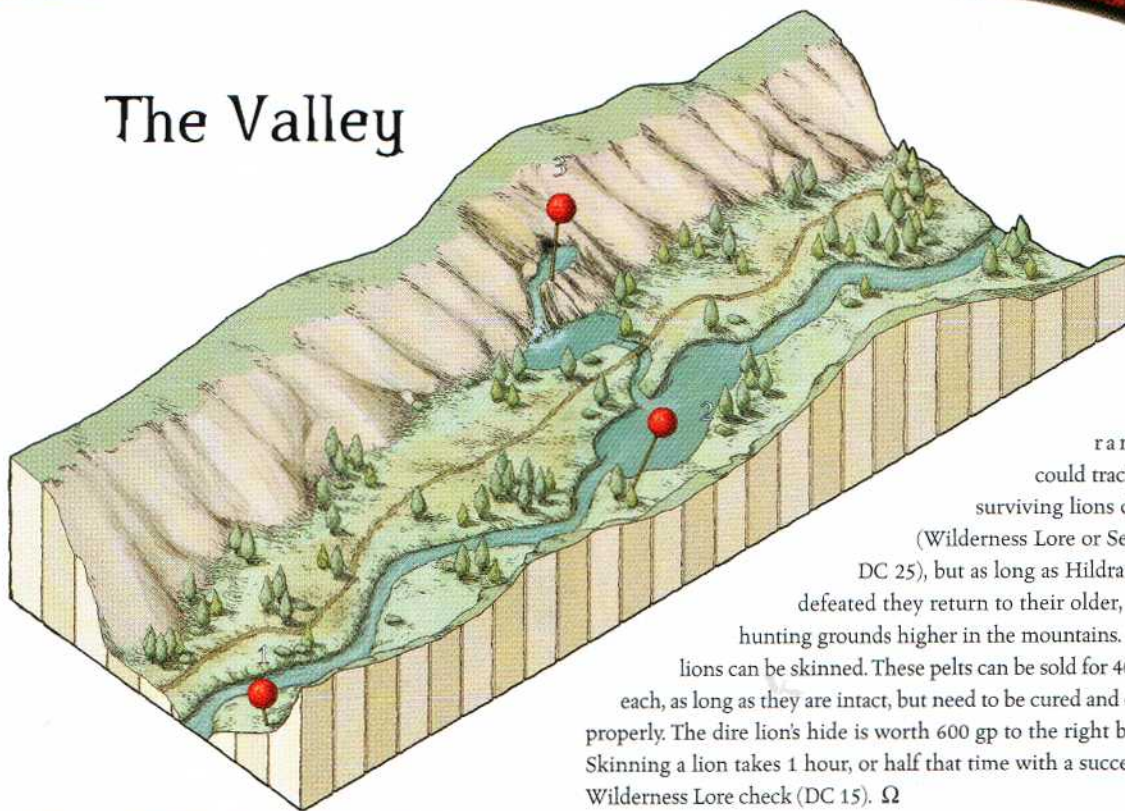 The Valley
3
2
1
could
surviving lions
(Wilderness Lore or
DC 25), but as long as
defeated they return to their older,
hunting grounds higher in the mountains.
lions can be skinned. These pelts can be sold for
each, as long as they are intact, but need to be cured and
properly. The dire lion's hide is worth 600 gp to the right
Skinning a lion takes 1 hour, or half that time with a
Wilderness Lore check (DC 15). Ω